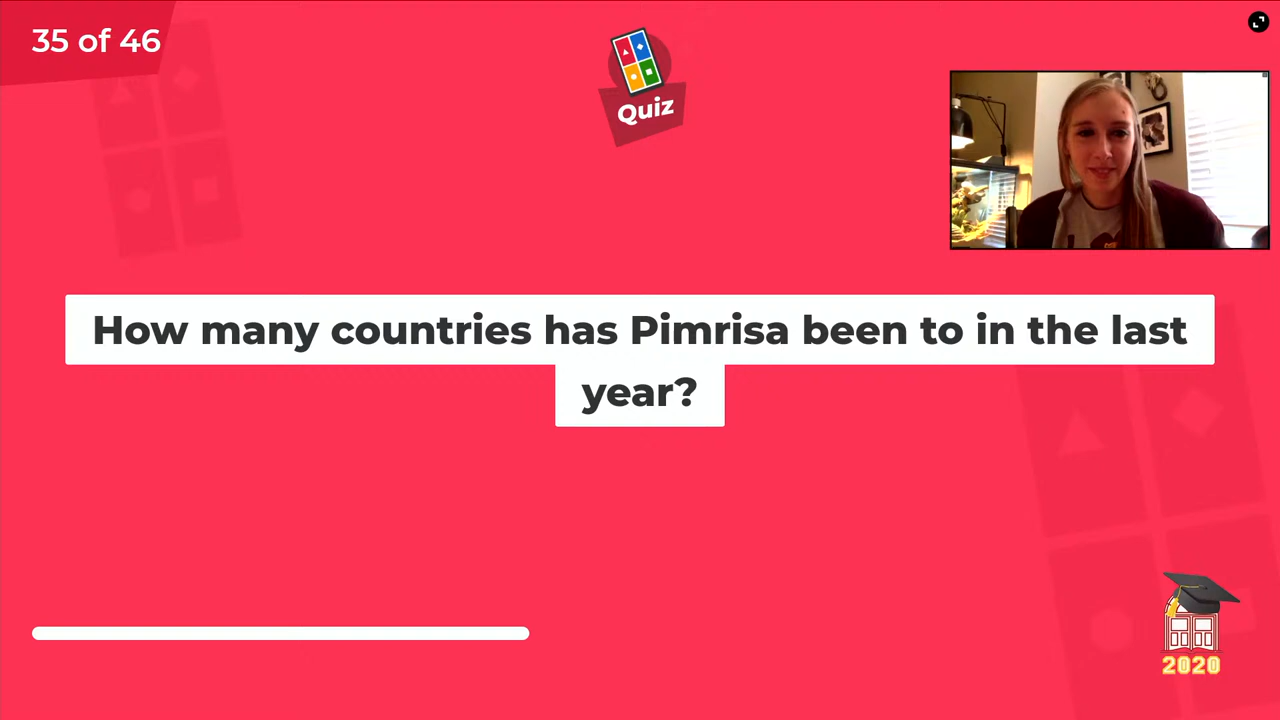 35 of 46
Quiz
How many countries has Pimrisa been to in the last
year?
2020